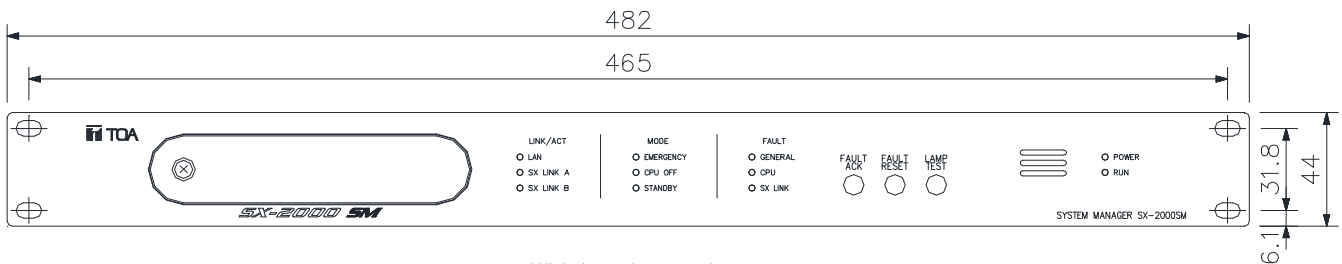 482
465
TOA
LINK/ACT
LAN
SX LINK A
SX LINK B
MODE
EMERGENCY
CPU OFF
STANDBY
FAULT
GENERAL
CPU
SX LINK
FAULT ACK
FAULT RESET
LAMP TEST
POWER
RUN
SX-2000 SM
SYSTEM MANAGER SX-2000SM
31.8
44
6.1